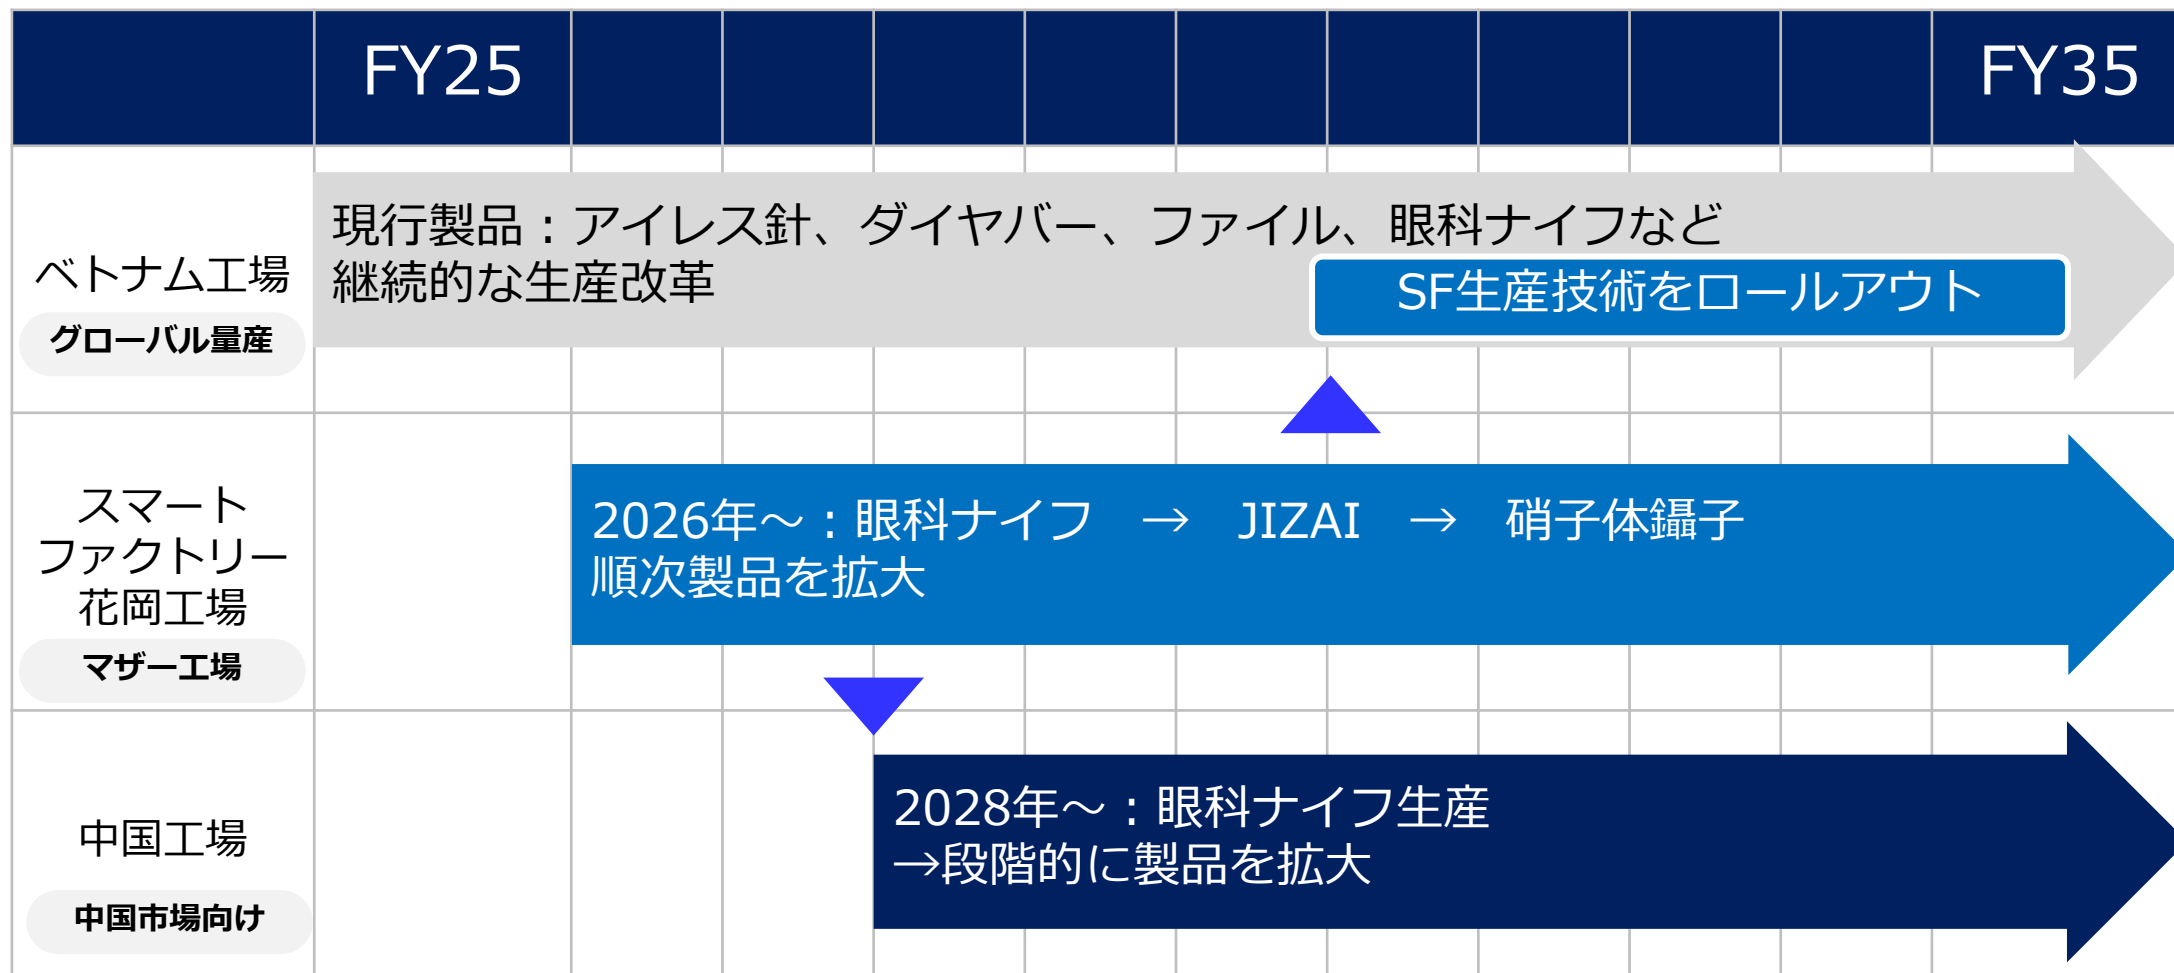 FY25
FY35
ベトナム工場
グローバル量産
現行製品：アイレス針、ダイヤバー、ファイル、眼科ナイフなど
継続的な生産改革
SF生産技術をロールアウト
スマート
ファクトリー
花岡工場
マザー工場
2026年～：眼科ナイフ　→　JIZAI　→　硝子体鑷子
順次製品を拡大
中国工場
中国市場向け
2028年～：眼科ナイフ生産
→段階的に製品を拡大